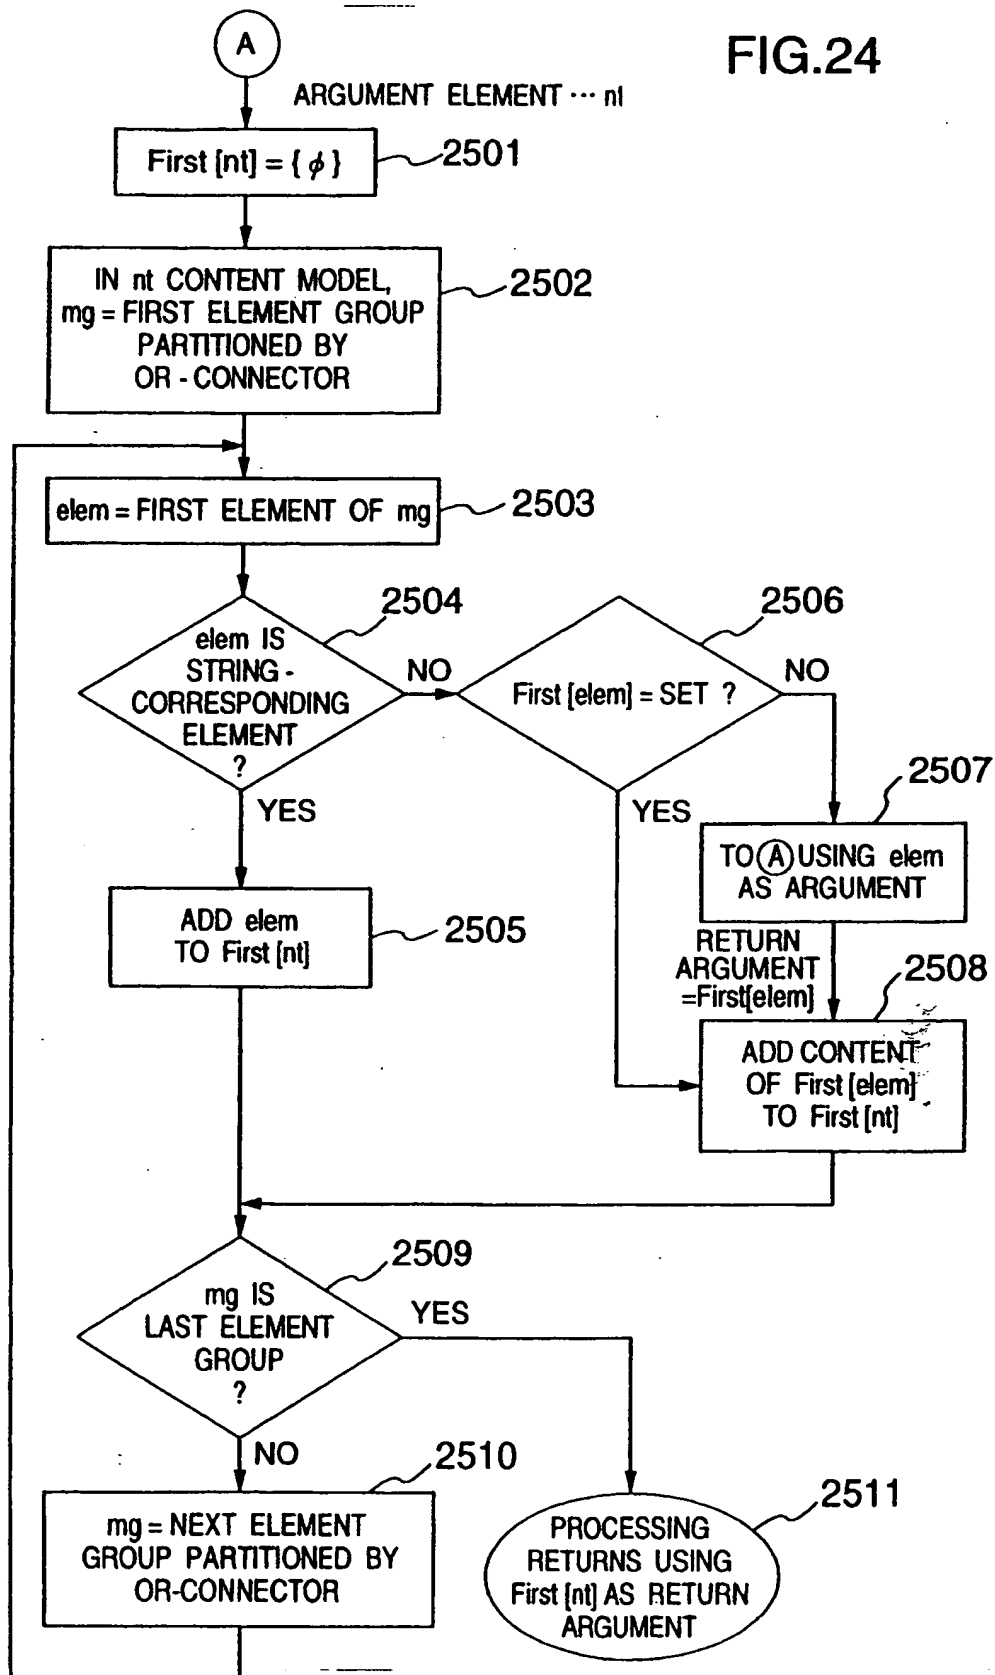 FIG.24
A
ARGUMENT ELEMENT ··· nt
First [nt] = { ϕ }
2501
IN nt CONTENT MODEL,
mg = FIRST ELEMENT GROUP
PARTITIONED BY
OR - CONNECTOR
2502
elem = FIRST ELEMENT OF mg
2503
elem IS
STRING -
CORRESPONDING
ELEMENT
?
2504
NO
YES
First [elem] = SET ?
2506
NO
YES
2507
TO (A) USING elem
AS ARGUMENT
ADD elem
TO First [nt]
2505
RETURN
ARGUMENT
=First[elem]
2508
ADD CONTENT
OF First [elem]
TO First [nt]
mg IS
LAST ELEMENT
GROUP
?
2509
YES
NO
2510
mg = NEXT ELEMENT
GROUP PARTITIONED BY
OR-CONNECTOR
2511
PROCESSING
RETURNS USING
First [nt] AS RETURN
ARGUMENT